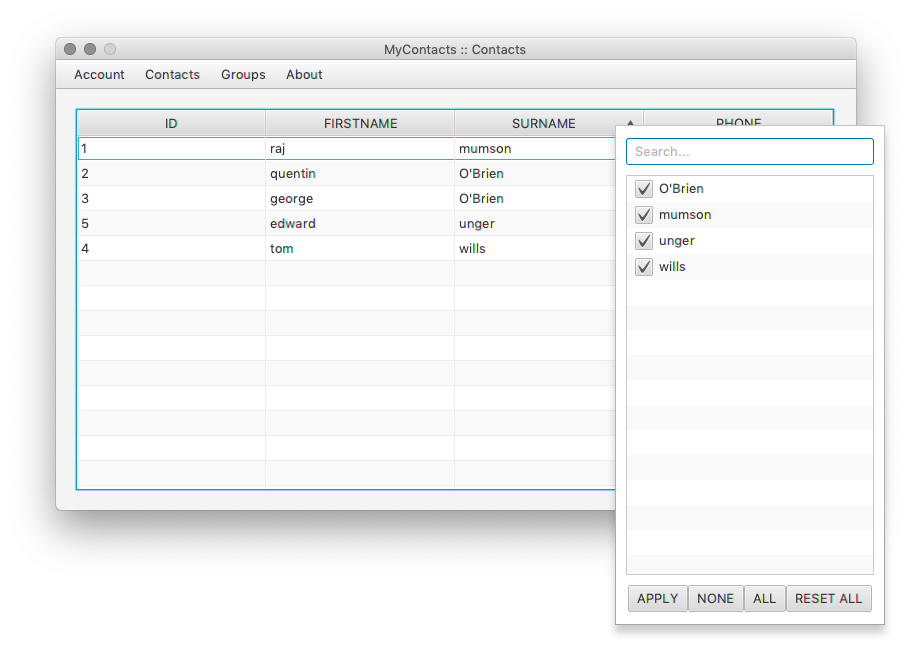 MyContacts :: Contacts
Account Contacts Groups About
ID FIRSTNAME SURNAME PHONE
1 raj mumson
2 quentin O'Brien
3 george O'Brien
5 edward unger
4 tom wills
Search...
O'Brien
mumson
unger
wills
APPLY NONE ALL RESET ALL